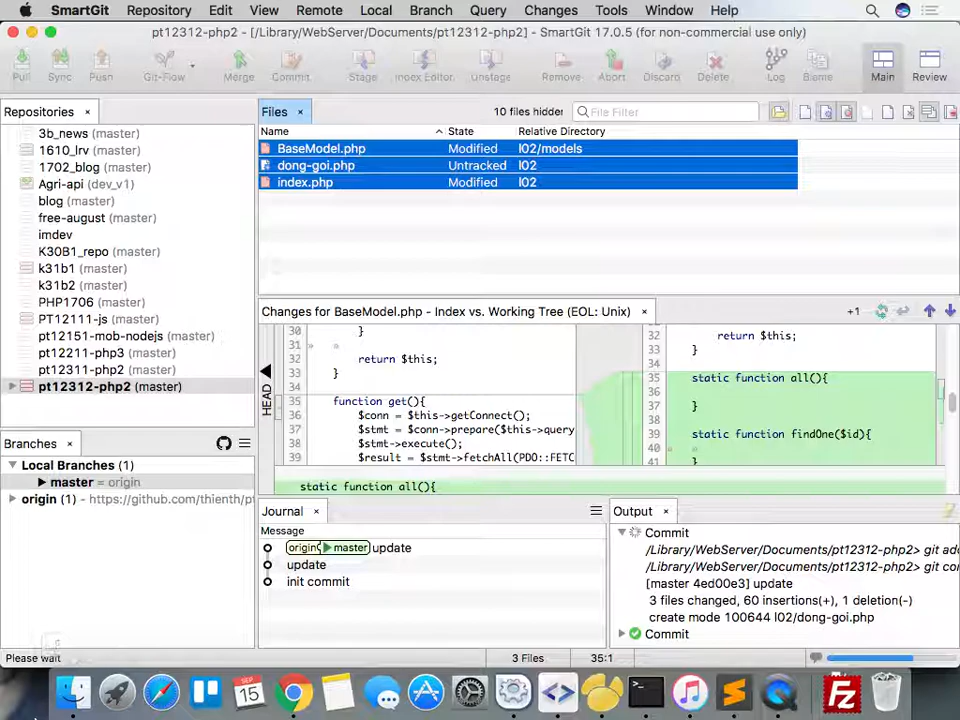 SmartGit Repository Edit View Remote Local Branch Query Changes Tools Window Help
pt12312-php2 - [/Library/WebServer/Documents/pt12312-php2] - SmartGit 17.0.5 (for non-commercial use only)
Pull Sync Push Git-Flow Merge Commit Stage Index Editor Unstage Remove Abort Discard Delete Log Blame Main Review
Repositories
Files
10 files hidden
File Filter
Name State Relative Directory
BaseModel.php Modified l02/models
dong-goi.php Untracked l02
index.php Modified l02
3b_news (master)
1610_lrv (master)
1702_blog (master)
Agri-api (dev_v1)
blog (master)
free-august (master)
imdev
K30B1_repo (master)
k31b1 (master)
k31b2 (master)
PHP1706 (master)
PT12111-js (master)
pt12151-mob-nodejs (master)
pt12211-php3 (master)
pt12311-php2 (master)
pt12312-php2 (master)
Changes for BaseModel.php - Index vs. Working Tree (EOL: Unix)
+1
HEAD
30 }
31
32 return $this;
33 }
34
35 function get(){
36 $conn = $this->getConnect();
37 $stmt = $conn->prepare($this->query
38 $stmt->execute();
39 $result = $stmt->fetchAll(PDO::FETC
32 return $this;
33 }
34
35 static function all(){
36
37 }
38
39 static function findOne($id){
40
41 }
static function all(){
Branches
Local Branches (1)
master = origin
origin (1) - https://github.com/thienth/pt
Journal
Message
origin master update
update
init commit
Output
Commit
/Library/WebServer/Documents/pt12312-php2> git add
/Library/WebServer/Documents/pt12312-php2> git co
[master 4ed00e3] update
3 files changed, 60 insertions(+), 1 deletion(-)
create mode 100644 l02/dong-goi.php
Commit
Please wait
3 Files
35:1
SEP
15
Fz